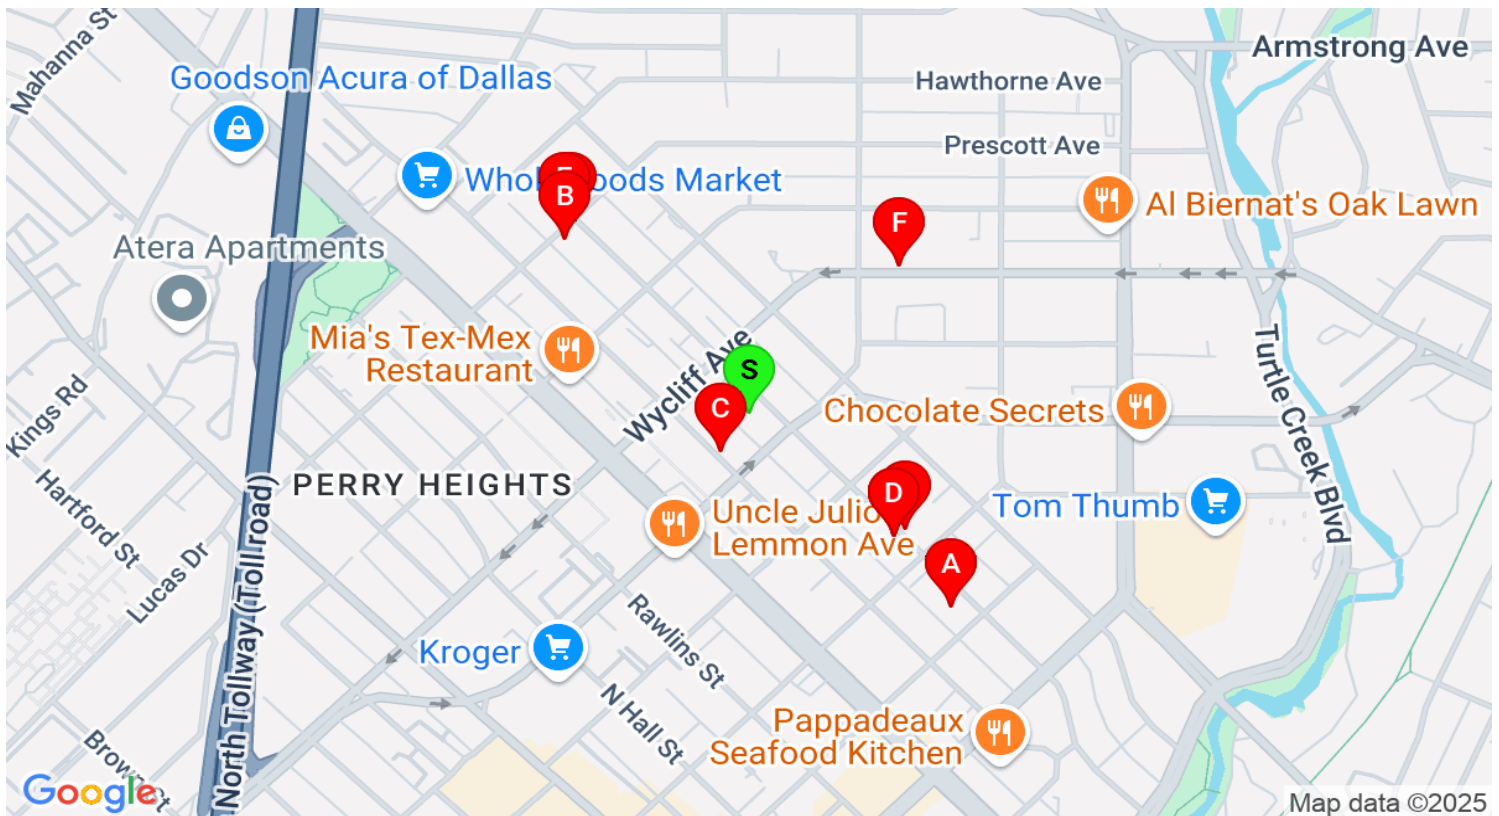 Mahanna St
Armstrong Ave
Goodson Acura of Dallas
Hawthorne Ave
Prescott Ave
Whole Foods Market
B
Al Biernat's Oak Lawn
F
Atera Apartments
Mia's Tex-Mex
Restaurant
Wycliff Ave
S
C
Chocolate Secrets
Turtle Creek Blvd
Kings Rd
Hartford St
PERRY HEIGHTS
D
Tom Thumb
Uncle Julio
Lemmon Ave
A
Lucas Dr
North Tollway (Toll road)
Rawlins St
Kroger
N Hall St
Pappadeaux
Seafood Kitchen
Brown St
Google
Map data ©2025